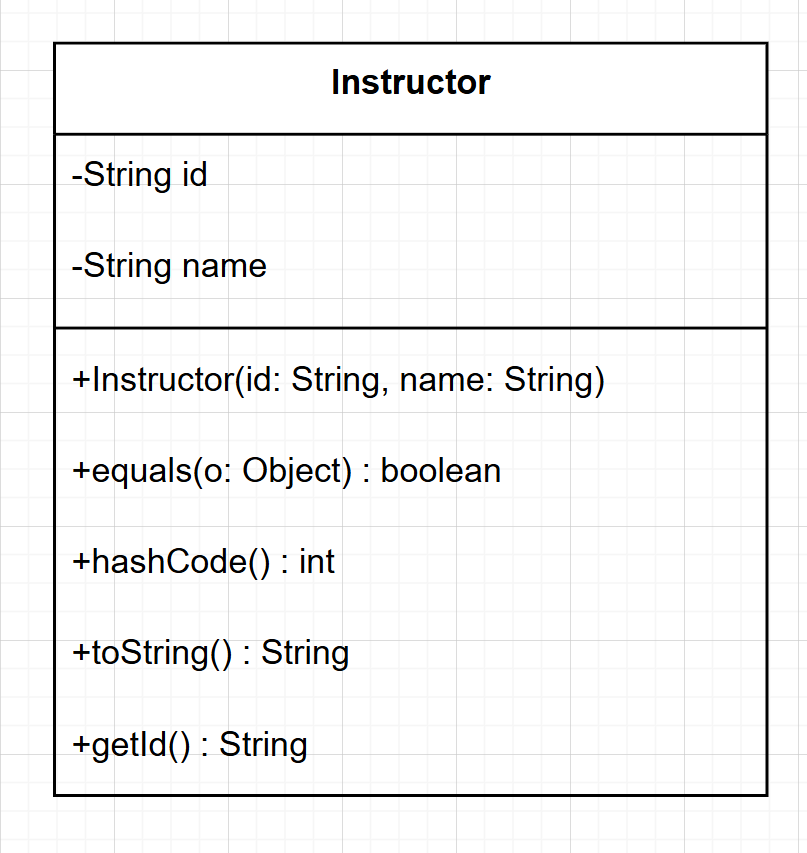 Instructor
-String id
-String name
+Instructor(id: String, name: String)
+equals(o: Object) : boolean
+hashCode() : int
+toString() : String
+getId() : String